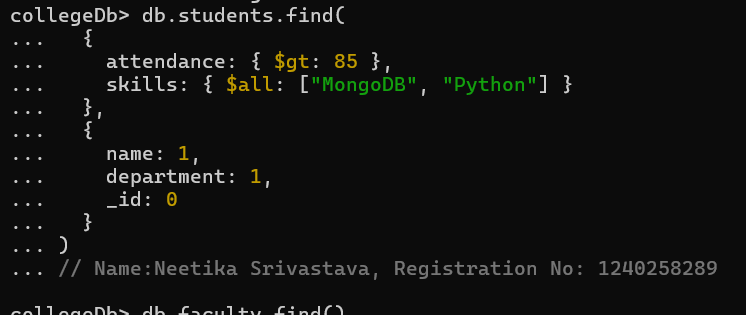 collegeDb> db.students.find(
...   {
...     attendance: { $gt: 85 },
...     skills: { $all: ["MongoDB", "Python"] }
...   },
...   {
...     name: 1,
...     department: 1,
...     _id: 0
...   }
... )
... // Name:Neetika Srivastava, Registration No: 1240258289
collegeDb> db.faculty.find()